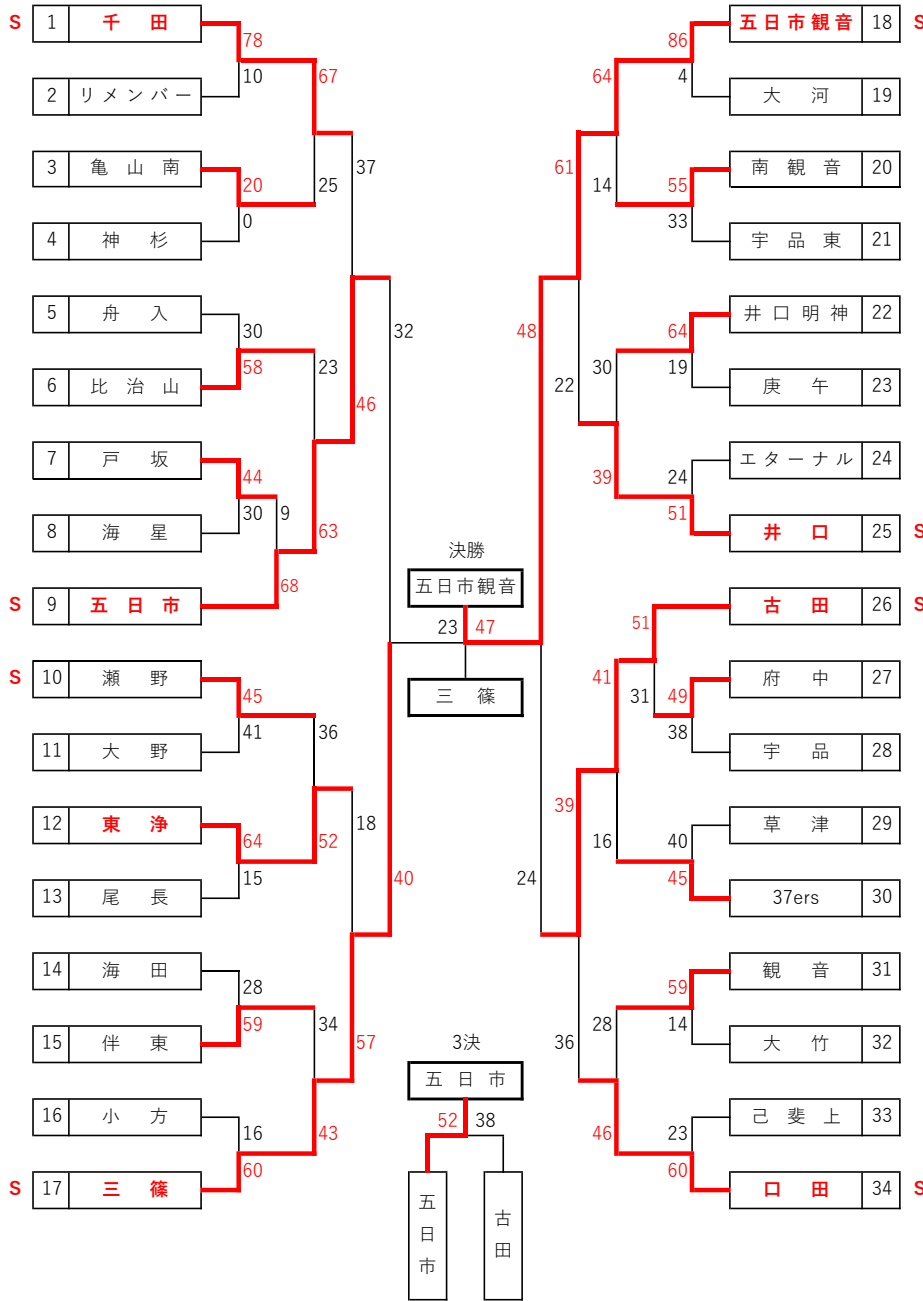 S 1 千田
78
10
2 リメンバー
67
3 亀山南
20
0
4 神杉
25
37
5 舟入
30
58
6 比治山
23
46
7 戸坂
44
30
8 海星
9
68
S 9 五日市
63
32
S 10 瀬野
45
41
11 大野
36
12 東浄
64
15
13 尾長
52
18
40
14 海田
28
59
15 伴東
34
57
16 小方
16
60
S 17 三篠
43
決勝
五日市観音
23 47
三篠
3決
五日市
52 38
五日市
古田
五日市観音 18 S
86
4
大河 19
64
南観音 20
55
33
宇品東 21
14
61
井口明神 22
64
19
庚午 23
30
22
48
エターナル 24
24
51
井口 25 S
39
古田 26 S
51
府中 27
49
38
宇品 28
31
41
草津 29
40
45
37ers 30
16
39
24
観音 31
59
14
大竹 32
28
36
己斐上 33
23
60
口田 34 S
46